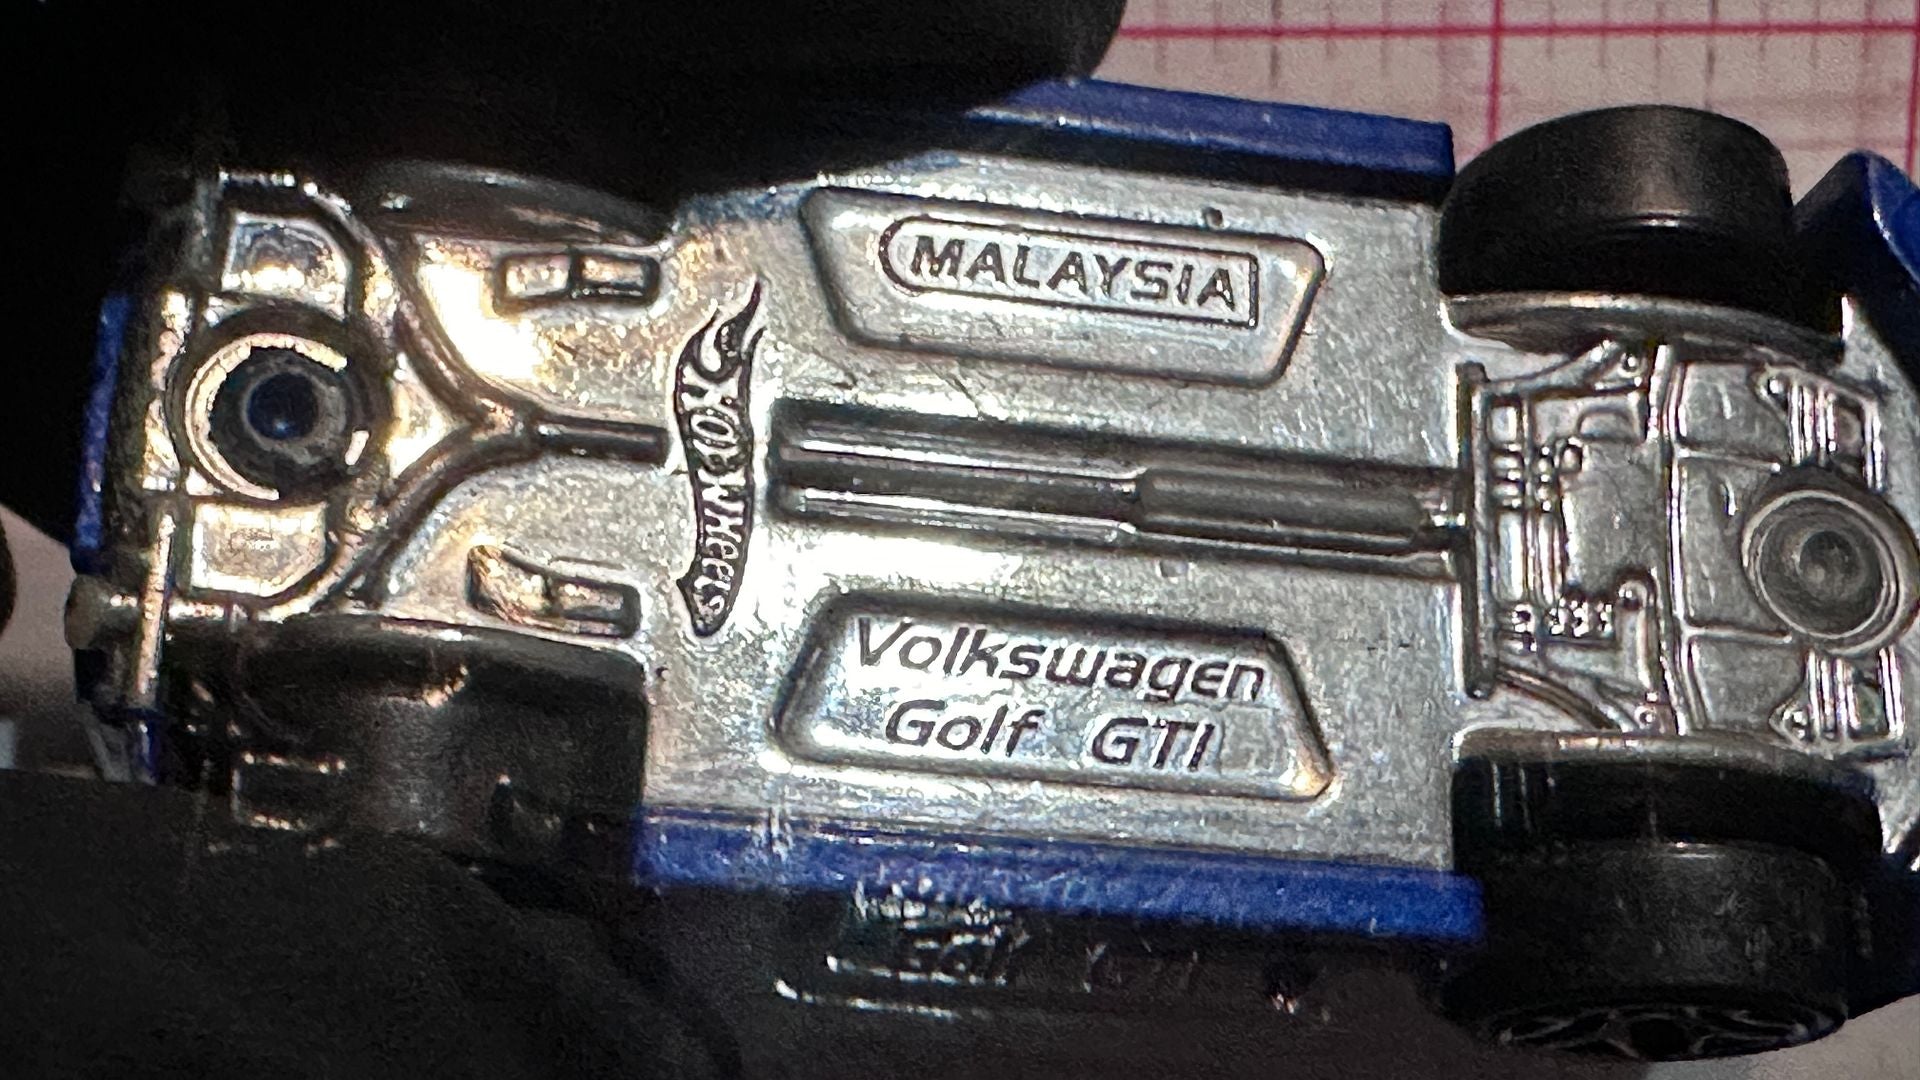 MALAYSIA
HOT WHeeLS
Volkswagen
Golf GTI